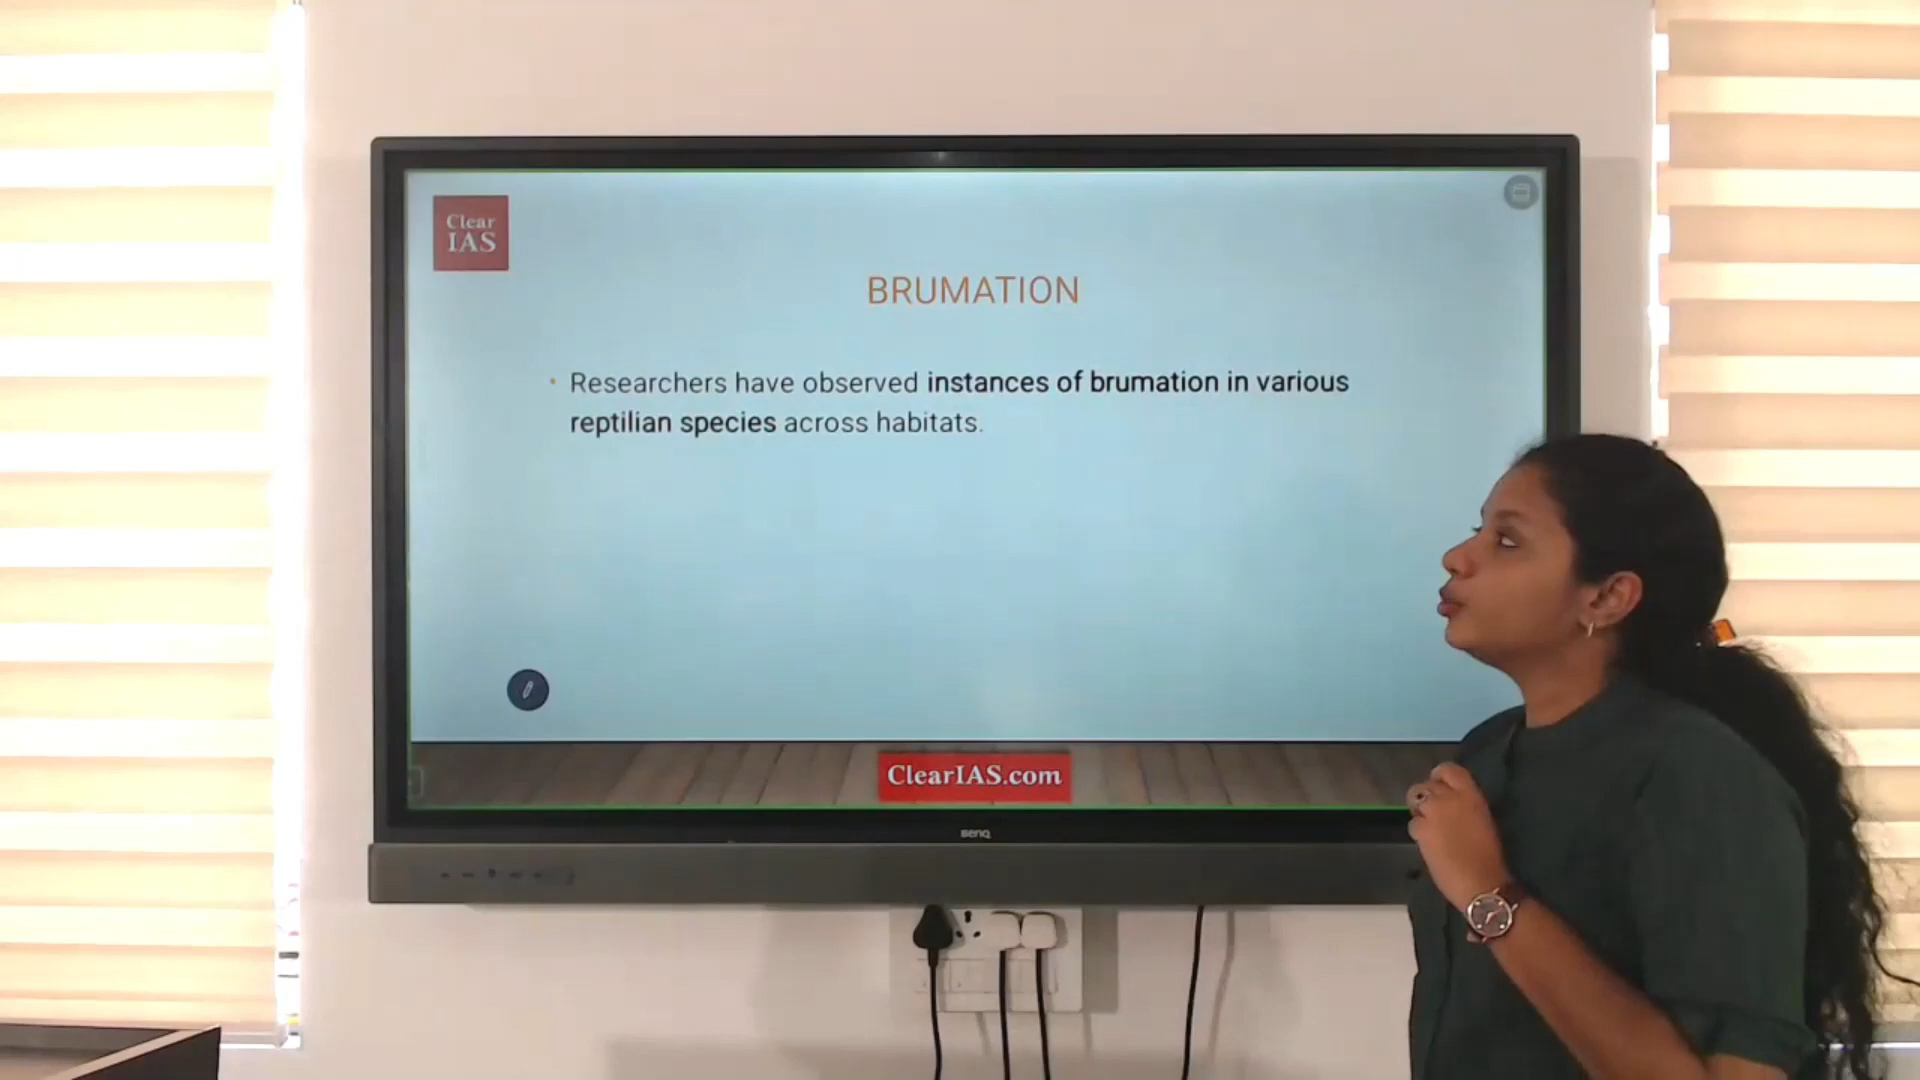 Clear
IAS
BRUMATION
Researchers have observed instances of brumation in various
reptilian species across habitats.
ClearIAS.com
BenQ